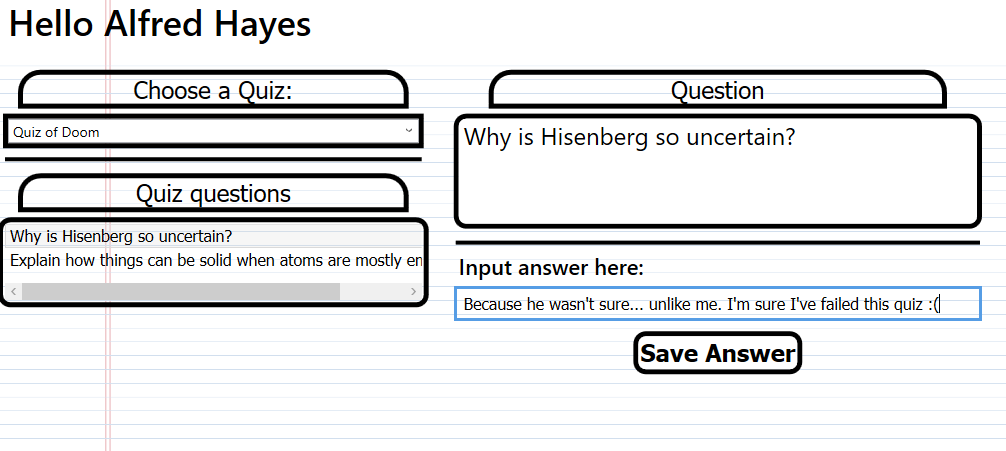 Hello Alfred Hayes
Choose a Quiz:
Quiz of Doom
Quiz questions
Why is Hisenberg so uncertain?
Explain how things can be solid when atoms are mostly en
Question
Why is Hisenberg so uncertain?
Input answer here:
Because he wasn't sure... unlike me. I'm sure I've failed this quiz :(
Save Answer